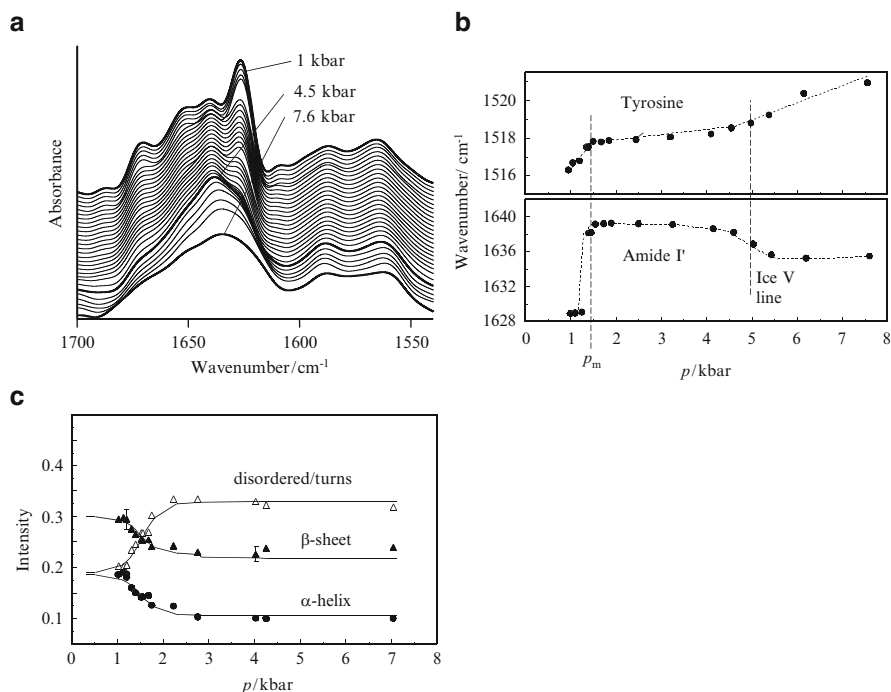 a
Absorbance
1 kbar
4.5 kbar
7.6 kbar
1700
1650
1600
1550
Wavenumber/cm⁻¹
b
Wavenumber/ cm⁻¹
1520
1518
1516
Tyrosine
1640
1636
1632
1628
Amide I'
Ice V
line
0
1
2
3
4
5
6
7
8
pm
p/kbar
c
Intensity
0.4
0.3
0.2
0.1
disordered/turns
β-sheet
α-helix
0
1
2
3
4
5
6
7
8
p/kbar